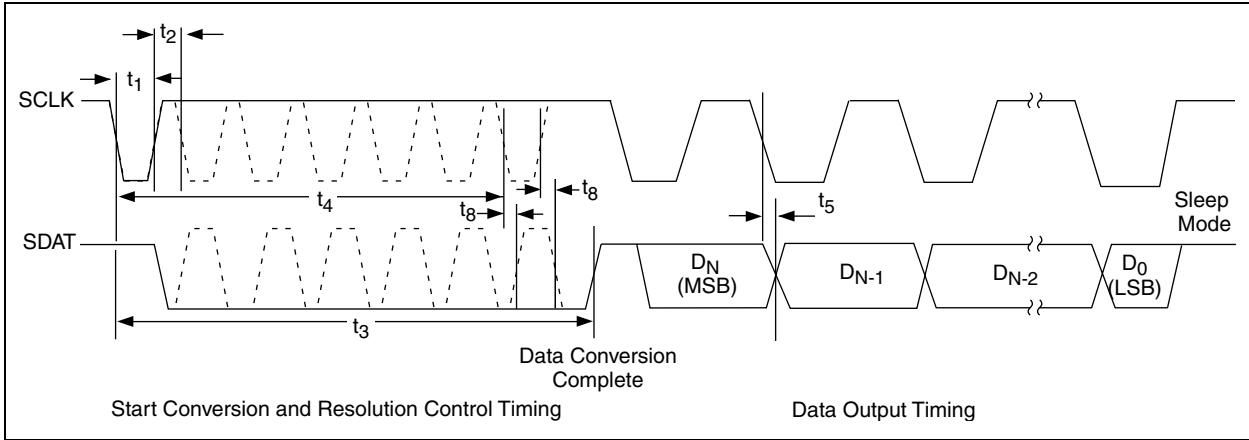 t2
t1
SCLK
t8
t4
t8
t5
Sleep
Mode
SDAT
DN
(MSB)
DN-1
DN-2
D0
(LSB)
t3
Data Conversion
Complete
Start Conversion and Resolution Control Timing
Data Output Timing